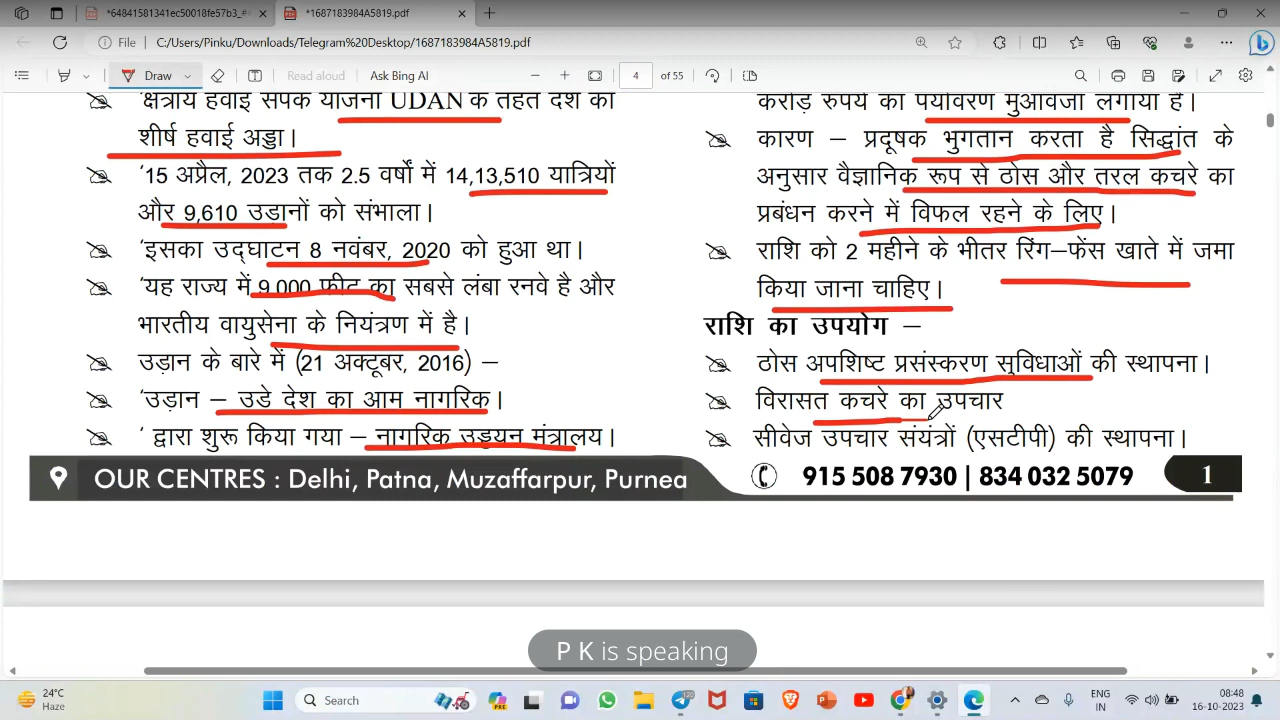 *64841581341ec50018fe57b3_#
*1687183984A5819.pdf
File C:/Users/Pinku/Downloads/Telegram%20Desktop/1687183984A5819.pdf
Draw Read aloud Ask Bing AI 4 of 55
'क्षेत्रीय हवाई संपर्क योजना UDAN के तहत देश का
शीर्ष हवाई अड्डा।
'15 अप्रैल, 2023 तक 2.5 वर्षों में 14,13,510 यात्रियों
और 9,610 उड़ानों को संभाला।
'इसका उद्घाटन 8 नवंबर, 2020 को हुआ था।
'यह राज्य में 9,000 फीट का सबसे लंबा रनवे है और
भारतीय वायुसेना के नियंत्रण में है।
उड़ान के बारे में (21 अक्टूबर, 2016) –
'उड़ान – उडे देश का आम नागरिक।
' द्वारा शुरू किया गया – नागरिक उड्डयन मंत्रालय।
करोड़ रुपये का पर्यावरण मुआवजा लगाया है।
कारण – प्रदूषक भुगतान करता है सिद्धांत के
अनुसार वैज्ञानिक रूप से ठोस और तरल कचरे का
प्रबंधन करने में विफल रहने के लिए।
राशि को 2 महीने के भीतर रिंग–फेंस खाते में जमा
किया जाना चाहिए।
राशि का उपयोग –
ठोस अपशिष्ट प्रसंस्करण सुविधाओं की स्थापना।
विरासत कचरे का उपचार
सीवेज उपचार संयंत्रों (एसटीपी) की स्थापना।
OUR CENTRES : Delhi, Patna, Muzaffarpur, Purnea
915 508 7930 | 834 032 5079
1
P K is speaking
24°C
Haze
Search
PRE
120
ENG
IN
08:48
16-10-2023